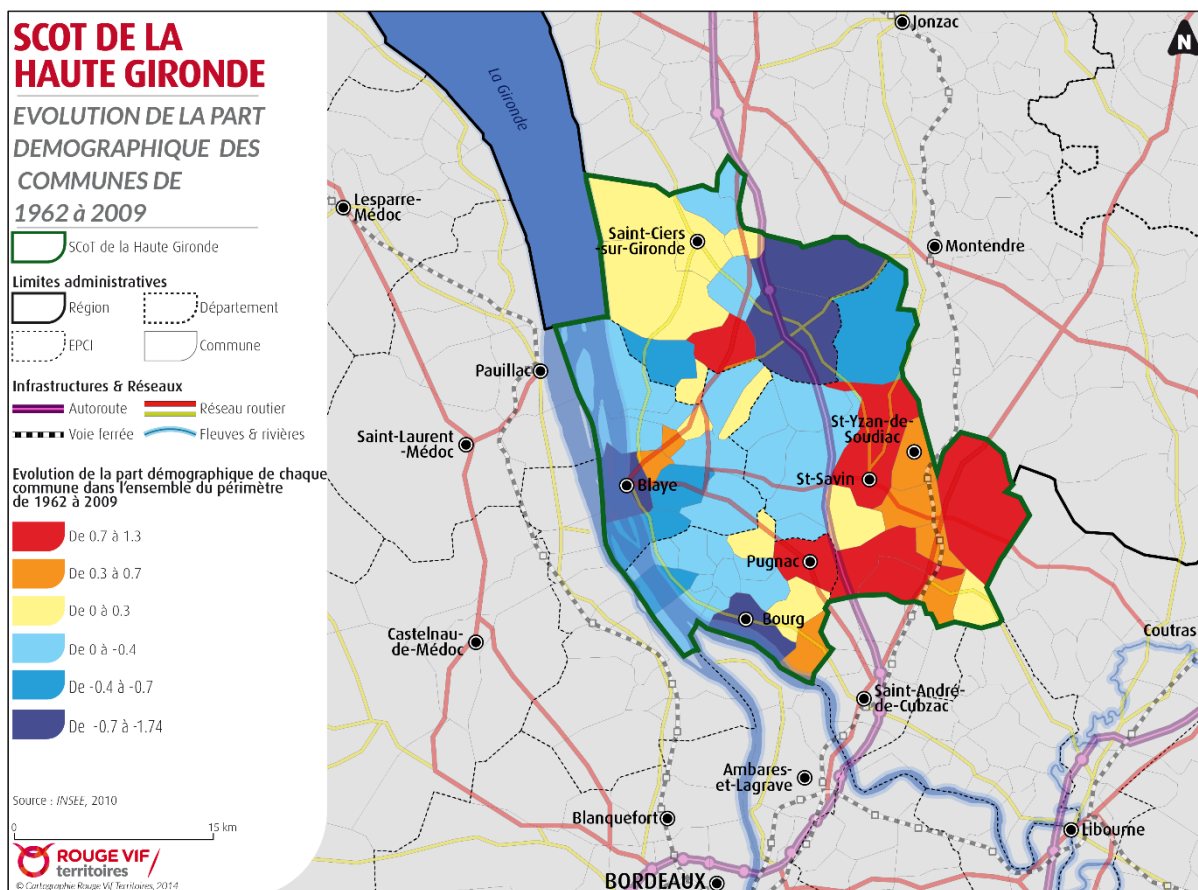 SCOT DE LA
HAUTE GIRONDE
EVOLUTION DE LA PART
DEMOGRAPHIQUE DES
COMMUNES DE
1962 à 2009
SCoT de la Haute Gironde
Limites administratives
Région
Département
EPCI
Commune
Infrastructures & Réseaux
Autoroute
Réseau routier
Voie ferrée
Fleuves & rivières
Evolution de la part démographique de chaque
commune dans l'ensemble du périmètre
de 1962 à 2009
De 0.7 à 1.3
De 0.3 à 0.7
De 0 à 0.3
De 0 à -0.4
De -0.4 à -0.7
De -0.7 à -1.74
Source : INSEE, 2010
0
15 km
ROUGE VIF
territoires
© Cartographie Rouge Vif Territoires, 2014
N
Jonzac
La Gironde
Lesparre-
Médoc
Saint-Ciers
-sur-Gironde
Montendre
Pauillac
St-Yzan-de-
Soudiac
Saint-Laurent
-Médoc
Blaye
St-Savin
Pugnac
Bourg
Castelnau-
de-Médoc
Coutras
Saint-André-
de-Cubzac
Ambares-
et-Lagrave
Blanquefort
Libourne
BORDEAUX